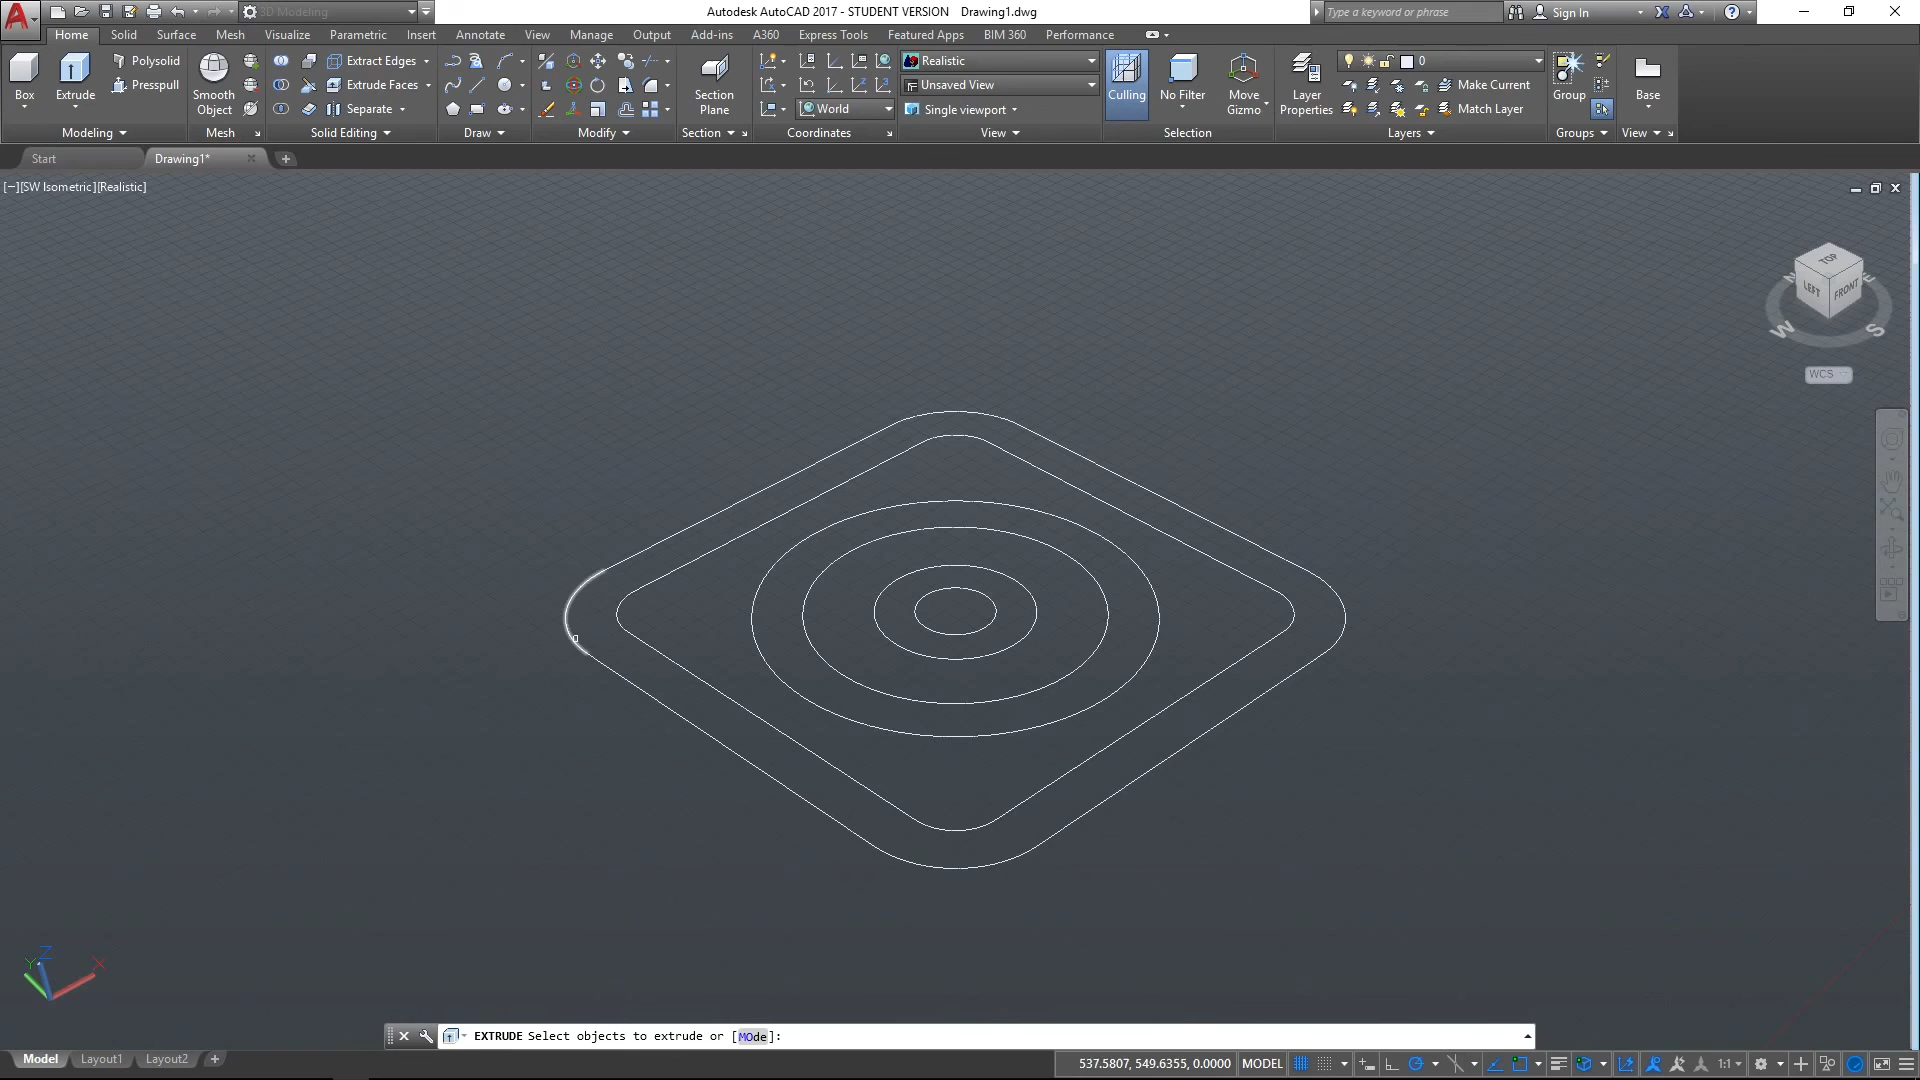 3D Modeling
Autodesk AutoCAD 2017 - STUDENT VERSION Drawing1.dwg
Type a keyword or phrase
Sign In
Home Solid Surface Mesh Visualize Parametric Insert Annotate View Manage Output Add-ins A360 Express Tools Featured Apps BIM 360 Performance
Box
Extrude
Polysolid
Presspull
Smooth Object
Extract Edges
Extrude Faces
Separate
Section Plane
World
Realistic
Unsaved View
Single viewport
Culling
No Filter
Move Gizmo
Layer Properties
0
Make Current
Match Layer
Group
Base
Modeling Mesh Solid Editing Draw Modify Section Coordinates View Selection Layers Groups View
Start Drawing1*
[−][SW Isometric][Realistic]
TOP
LEFT FRONT
N E
W S
WCS
Y Z X
EXTRUDE Select objects to extrude or [MOde]:
Model Layout1 Layout2
537.5807, 549.6355, 0.0000 MODEL 1:1